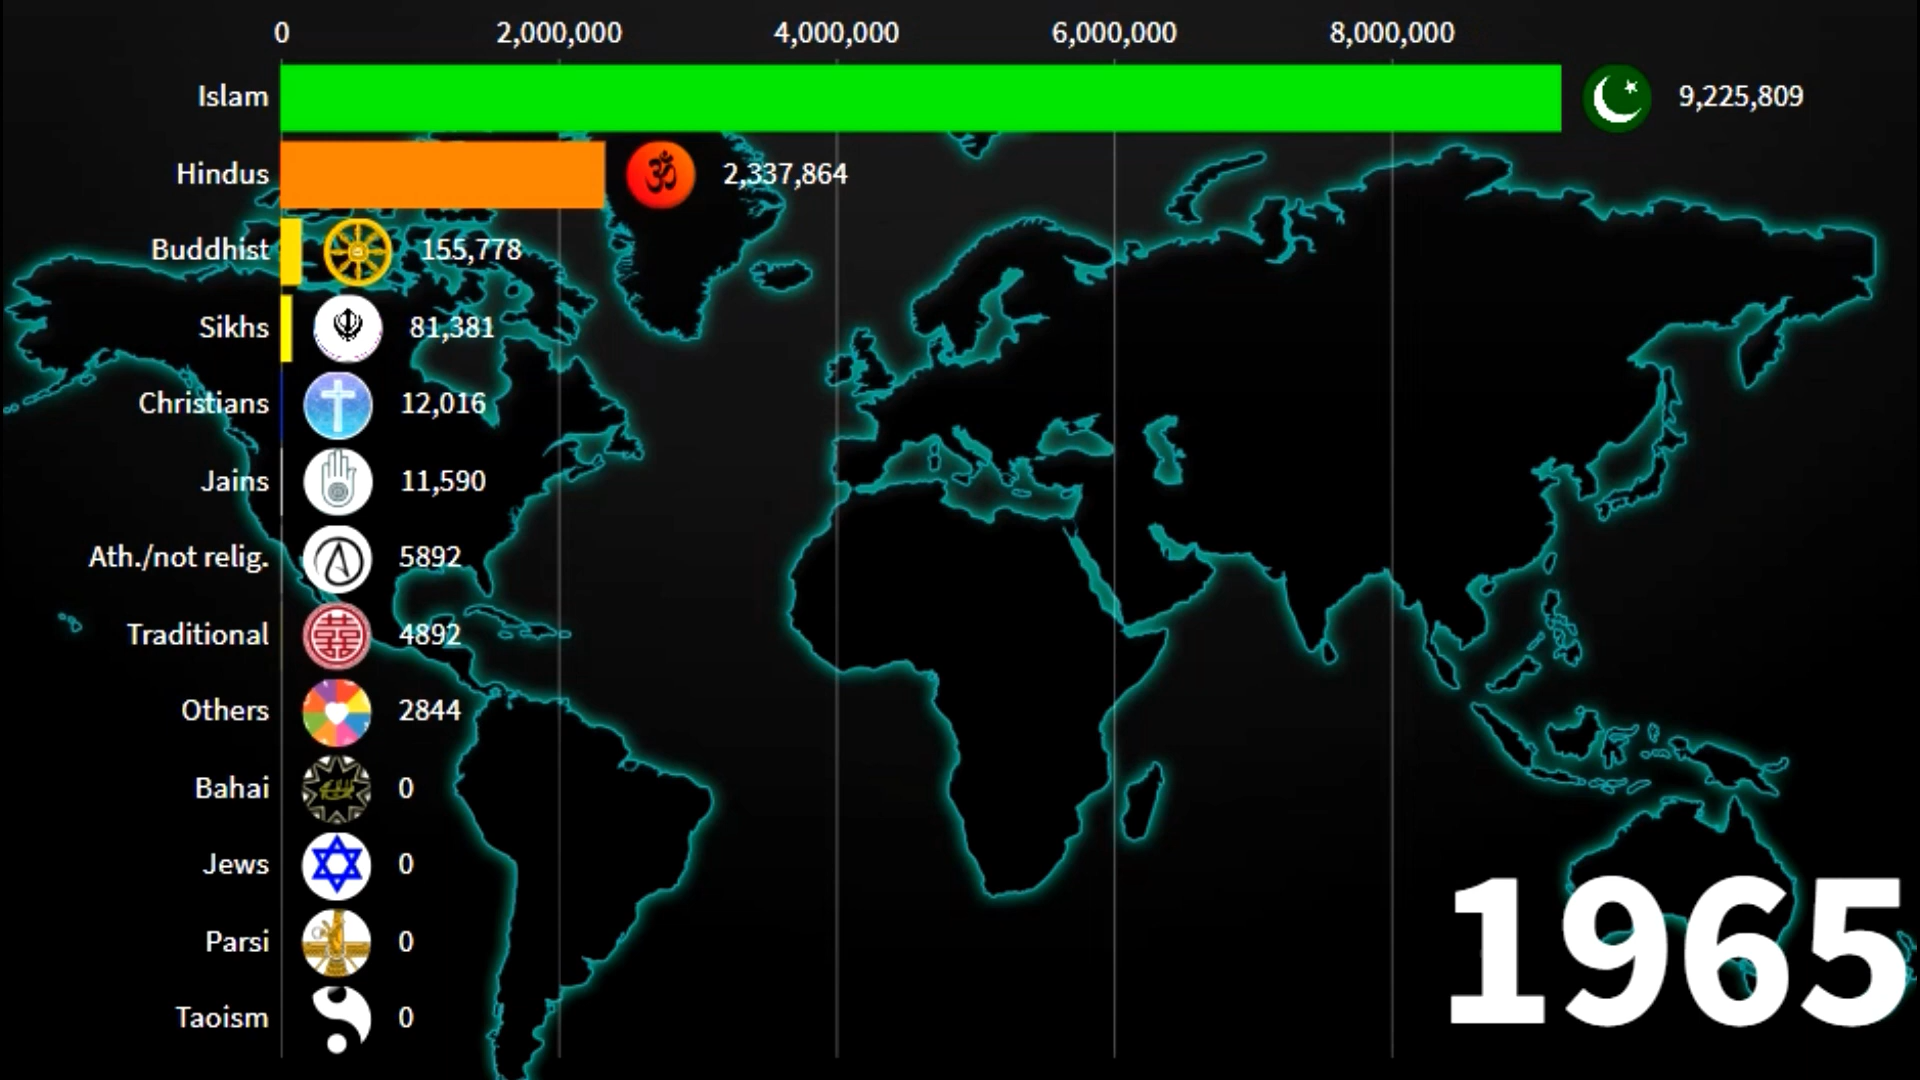 0 2,000,000 4,000,000 6,000,000 8,000,000
Islam 9,225,809
Hindus ॐ 2,337,864
Buddhist 155,778
Sikhs 81,381
Christians 12,016
Jains 11,590
Ath./not relig. 5892
Traditional 4892
Others 2844
Bahai 0
Jews 0
Parsi 0
Taoism 0
1965